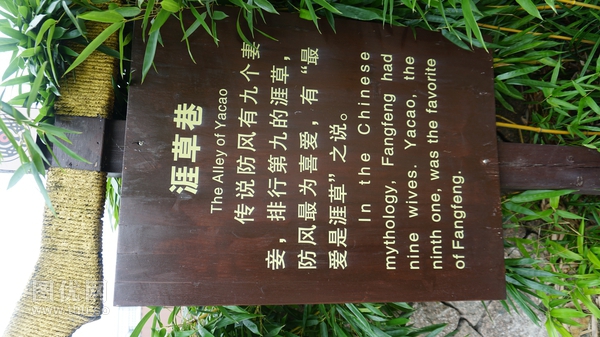 涯草巷
The Alley of Yacao
传说防风有九个妻
妾，排行第九的涯草，
防风最为喜爱，有“最
爱是涯草”之说。
In the Chinese
mythology, Fangfeng had
nine wives. Yacao, the
ninth one, was the favorite
of Fangfeng.